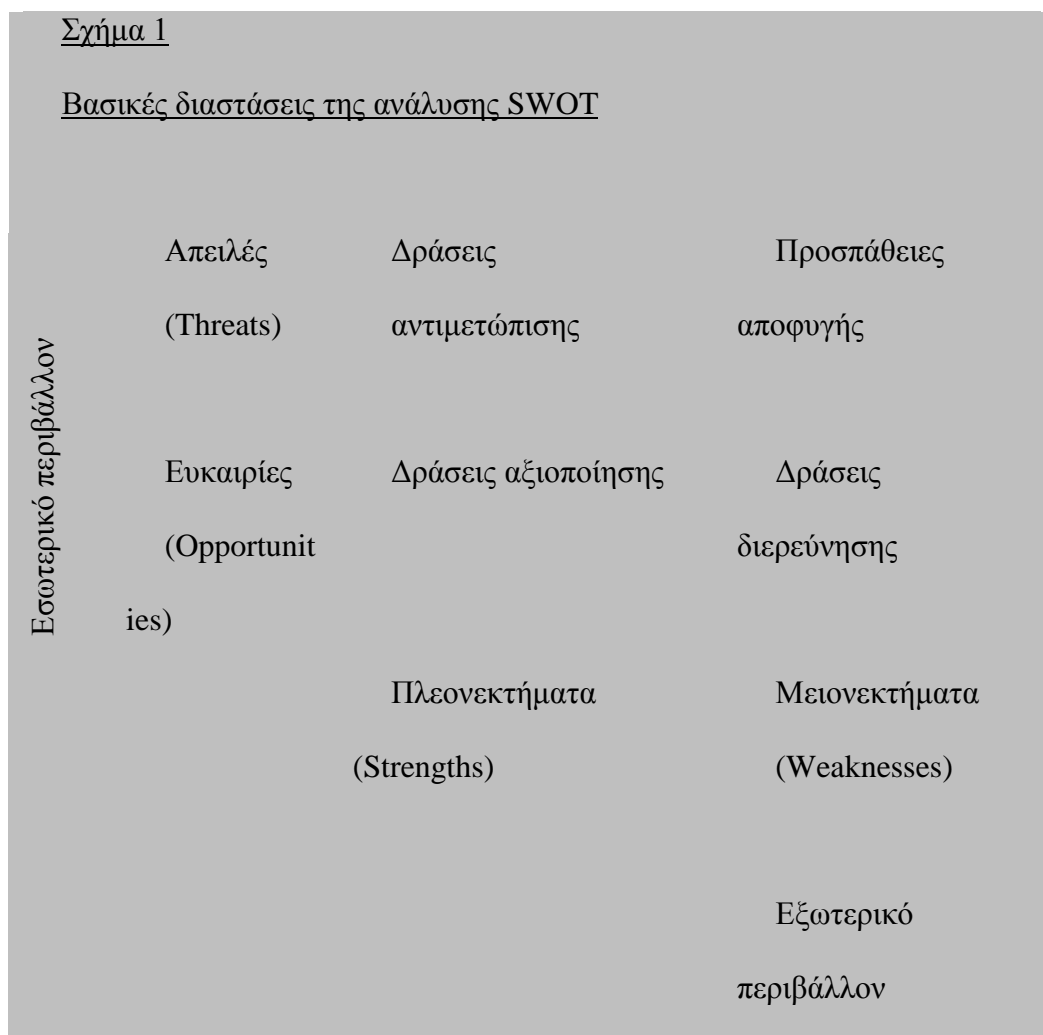 Σχήμα 1
Βασικές διαστάσεις της ανάλυσης SWOT
Εσωτερικό περιβάλλον
Απειλές Δράσεις Προσπάθειες
(Threats) αντιμετώπισης αποφυγής
Ευκαιρίες Δράσεις αξιοποίησης Δράσεις
(Opportunit διερεύνησης
ies)
Πλεονεκτήματα Μειονεκτήματα
(Strengths) (Weaknesses)
Εξωτερικό
περιβάλλον